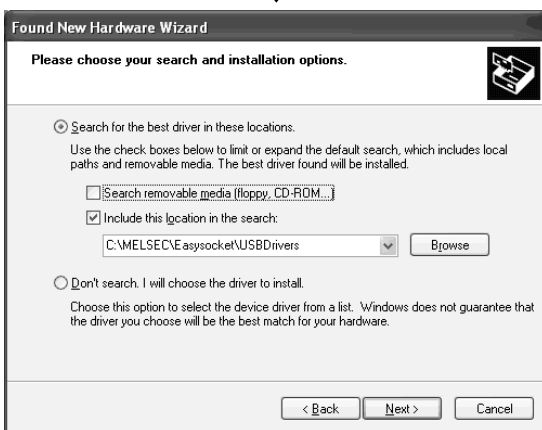 Found New Hardware Wizard
Please choose your search and installation options.
Search for the best driver in these locations.
Use the check boxes below to limit or expand the default search, which includes local
paths and removable media. The best driver found will be installed.
Search removable media (floppy, CD-ROM...)
Include this location in the search:
C:\MELSEC\Easysocket\USBDrivers
Browse
Don't search. I will choose the driver to install.
Choose this option to select the device driver from a list. Windows does not guarantee that
the driver you choose will be the best match for your hardware.
< Back Next > Cancel